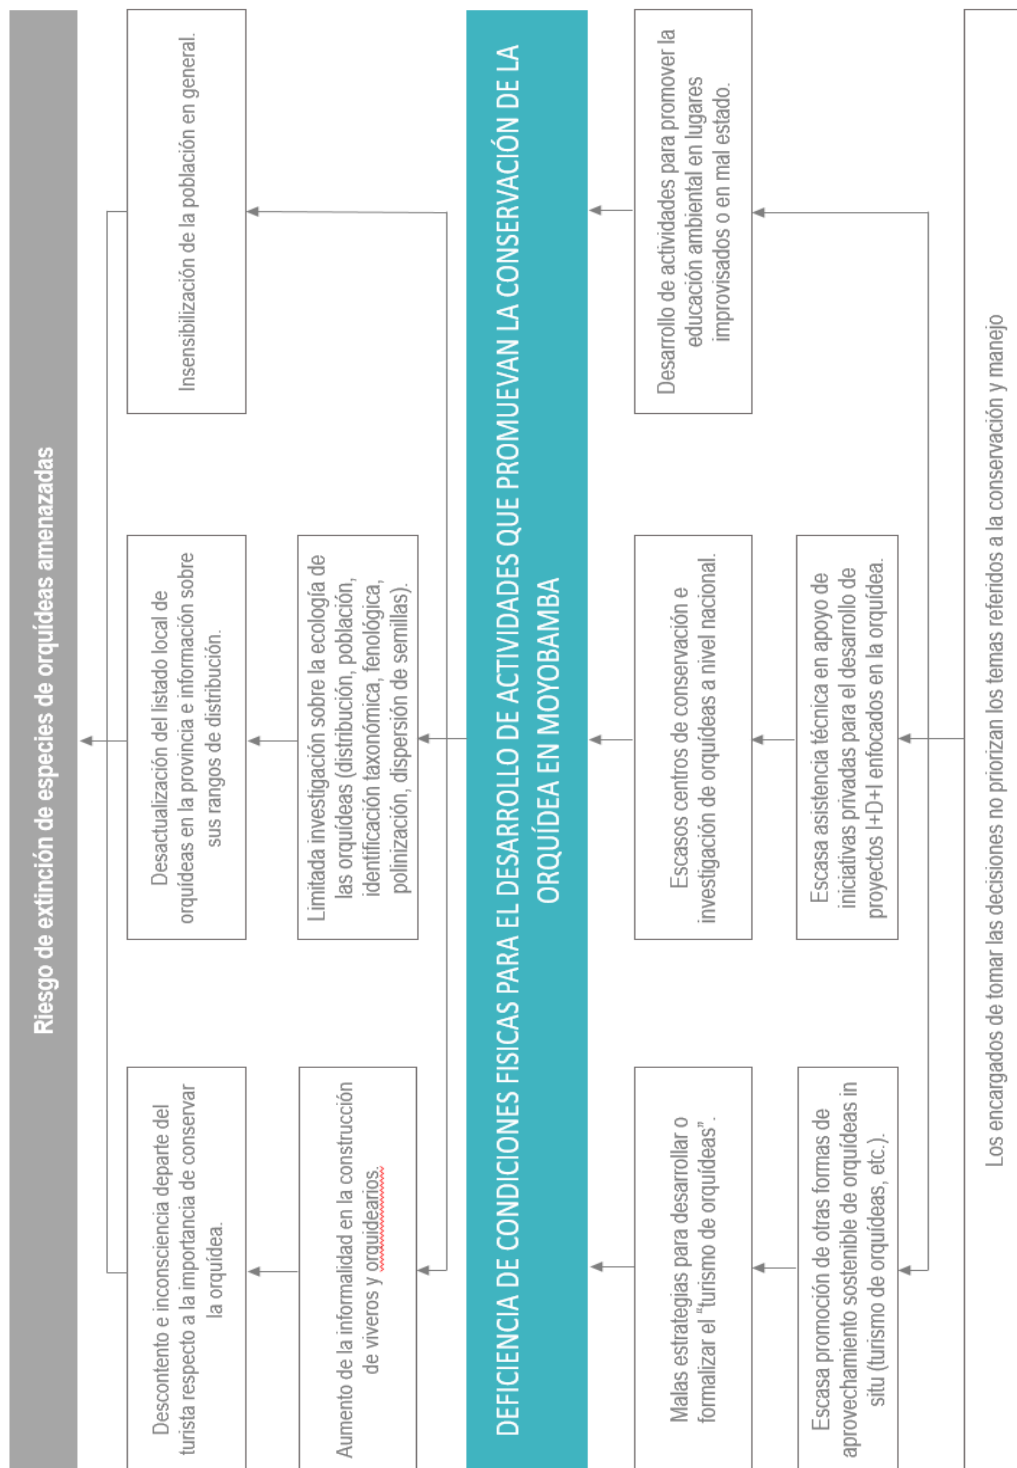 Riesgo de extinción de especies de orquídeas amenazadas
Descontento e inconsciencia departe del
turista respecto a la importancia de conservar
la orquídea.
Desactualización del listado local de
orquídeas en la provincia e información sobre
sus rangos de distribución.
Insensibilización de la población en general.
Aumento de la informalidad en la construcción
de viveros y orquidearios.
Limitada investigación sobre la ecología de
las orquídeas (distribución, población,
identificación taxonómica, fenológica,
polinización, dispersión de semillas).
DEFICIENCIA DE CONDICIONES FISICAS PARA EL DESARROLLO DE ACTIVIDADES QUE PROMUEVAN LA CONSERVACIÓN DE LA
ORQUÍDEA EN MOYOBAMBA
Malas estrategias para desarrollar o
formalizar el "turismo de orquídeas”.
Escasos centros de conservación e
investigación de orquídeas a nivel nacional.
Desarrollo de actividades para promover la
educación ambiental en lugares
improvisados o en mal estado.
Escasa promoción de otras formas de
aprovechamiento sostenible de orquídeas in
situ (turismo de orquídeas, etc.).
Escasa asistencia técnica en apoyo de
iniciativas privadas para el desarrollo de
proyectos I+D+I enfocados en la orquídea.
Los encargados de tomar las decisiones no priorizan los temas referidos a la conservación y manejo